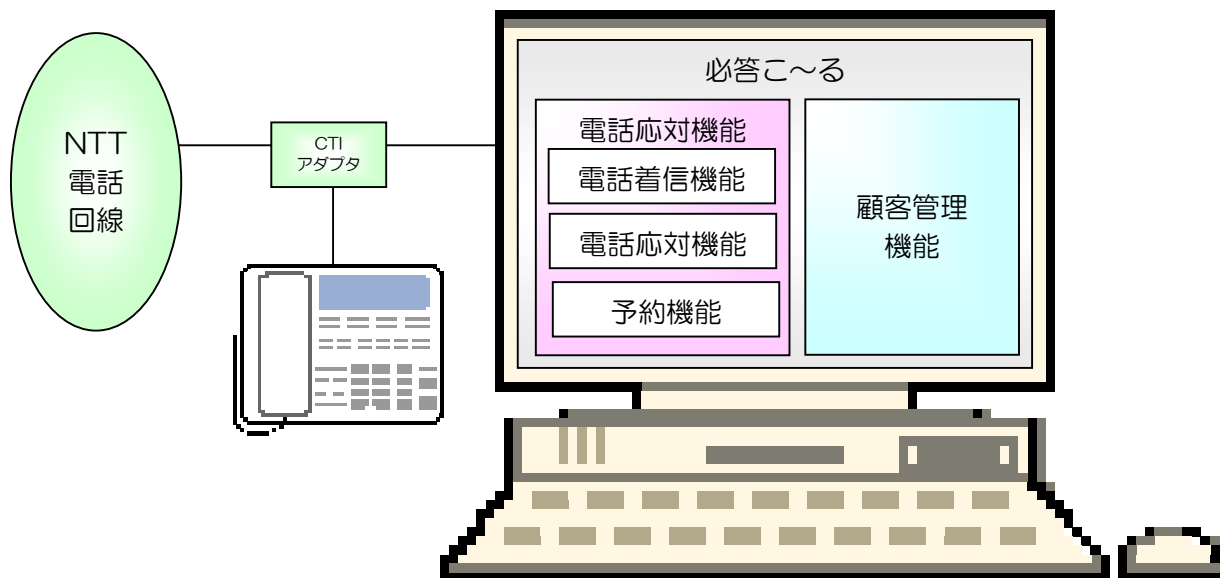 NTT
電話
回線
CTI
アダプタ
必答こ～る
電話応対機能
電話着信機能
電話応対機能
予約機能
顧客管理
機能